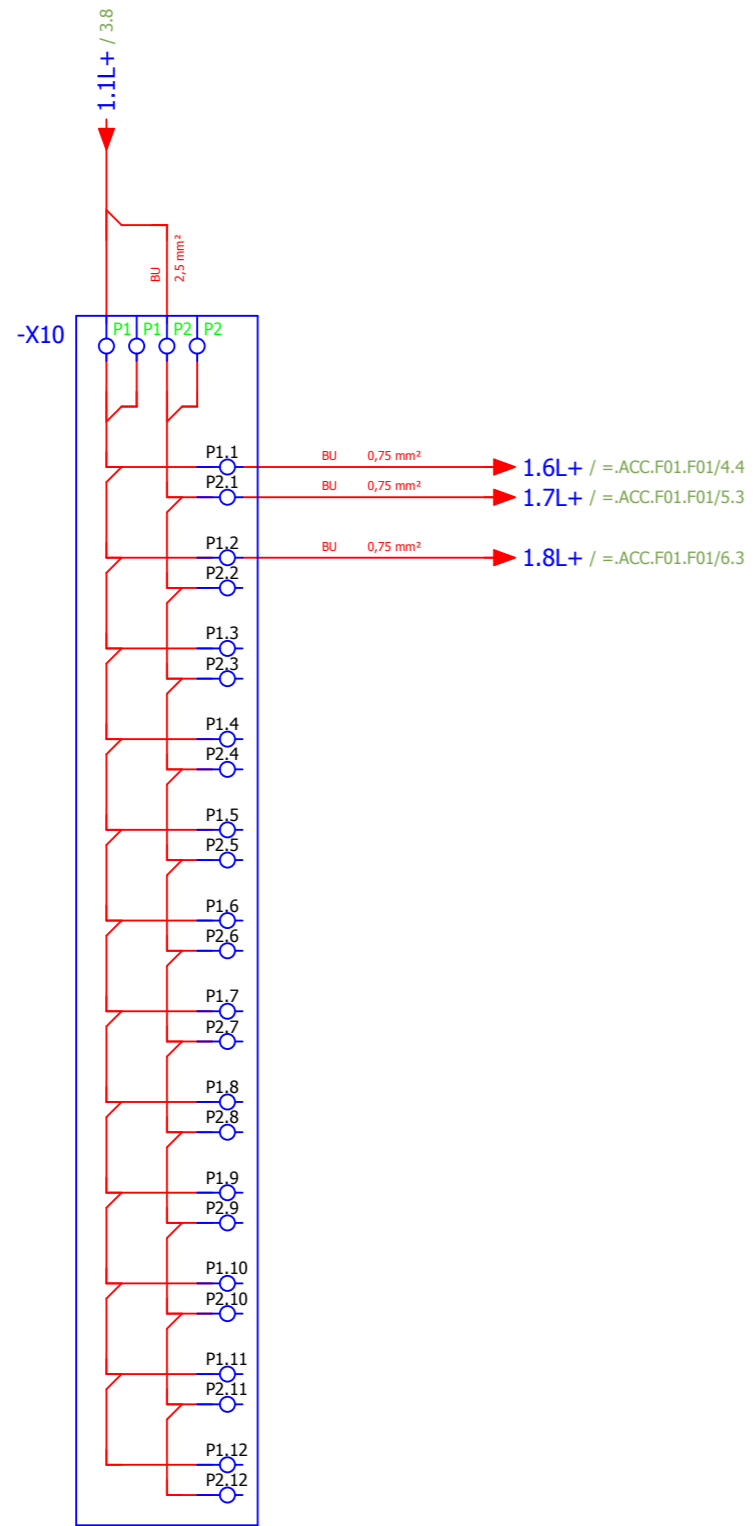 1.1L+ / 3.8
BU
2,5 mm²
-X10
P1 P1 P2 P2
P1.1 BU 0,75 mm² 1.6L+ / =.ACC.F01.F01/4.4
P2.1 BU 0,75 mm² 1.7L+ / =.ACC.F01.F01/5.3
P1.2 BU 0,75 mm² 1.8L+ / =.ACC.F01.F01/6.3
P2.2
P1.3
P2.3
P1.4
P2.4
P1.5
P2.5
P1.6
P2.6
P1.7
P2.7
P1.8
P2.8
P1.9
P2.9
P1.10
P2.10
P1.11
P2.11
P1.12
P2.12